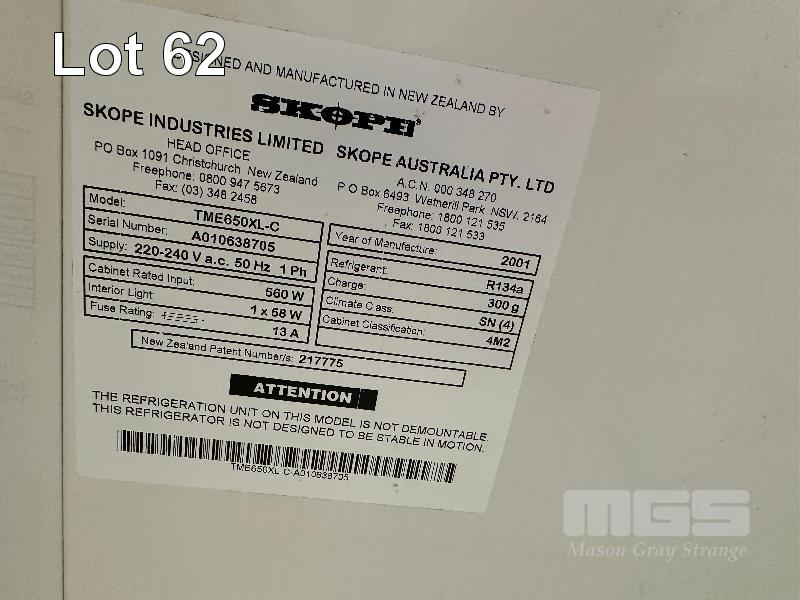 Lot 62
DESIGNED AND MANUFACTURED IN NEW ZEALAND BY
SKOPE
SKOPE INDUSTRIES LIMITED
HEAD OFFICE
PO Box 1091 Christchurch New Zealand
Freephone: 0800 947 5673
Fax: (03) 348 2458
SKOPE AUSTRALIA PTY. LTD
A.C.N. 000 348 270
P O Box 6493 Wetherill Park NSW. 2164
Freephone: 1800 121 535
Fax: 1800 121 533
Model: TME650XL-C
Serial Number: A010638705
Supply: 220-240 V a.c. 50 Hz 1 Ph
Cabinet Rated Input: 560 W
Interior Light: 1 x 58 W
Fuse Rating: 13 A
Year of Manufacture: 2001
Refrigerant: R134a
Charge: 300 g
Climate Class: SN (4)
Cabinet Classification: 4M2
New Zealand Patent Number/s: 217775
ATTENTION
THE REFRIGERATION UNIT ON THIS MODEL IS NOT DEMOUNTABLE.
THIS REFRIGERATOR IS NOT DESIGNED TO BE STABLE IN MOTION.
TME650XL-C-A010638705
MGS
Mason Gray Strange